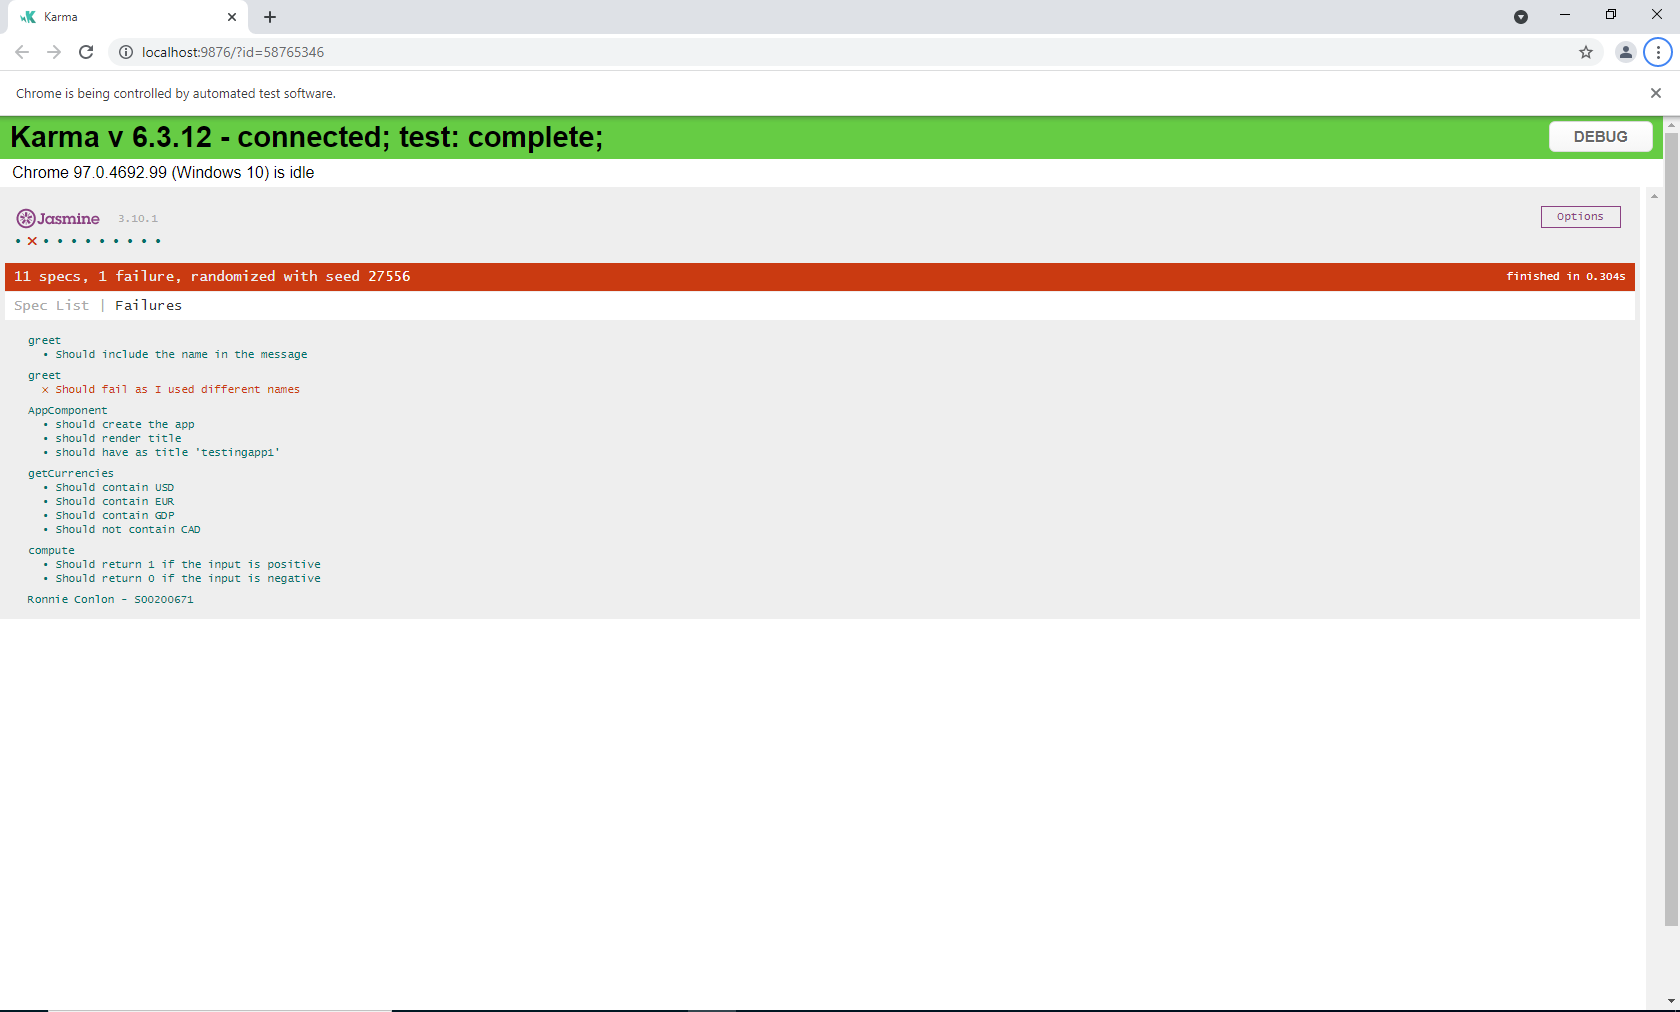 Karma
localhost:9876/?id=58765346
Chrome is being controlled by automated test software.
Karma v 6.3.12 - connected; test: complete;
DEBUG
Chrome 97.0.4692.99 (Windows 10) is idle
Jasmine 3.10.1
Options
11 specs, 1 failure, randomized with seed 27556
finished in 0.304s
Spec List | Failures
greet
• Should include the name in the message
greet
× Should fail as I used different names
AppComponent
• should create the app
• should render title
• should have as title 'testingapp1'
getCurrencies
• Should contain USD
• Should contain EUR
• Should contain GDP
• Should not contain CAD
compute
• Should return 1 if the input is positive
• Should return 0 if the input is negative
Ronnie Conlon - S00200671